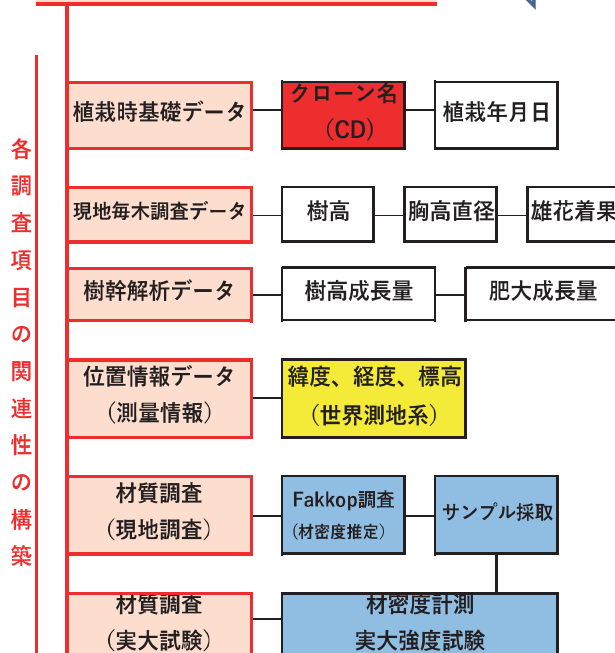 各調査項目の関連性の構築
植栽時基礎データ
クローン名
（CD）
植栽年月日
現地毎木調査データ
樹高
胸高直径
雄花着果
樹幹解析データ
樹高成長量
肥大成長量
位置情報データ
（測量情報）
緯度、経度、標高
（世界測地系）
材質調査
（現地調査）
Fakkop調査
（材密度推定）
サンプル採取
材質調査
（実大試験）
材密度計測
実大強度試験